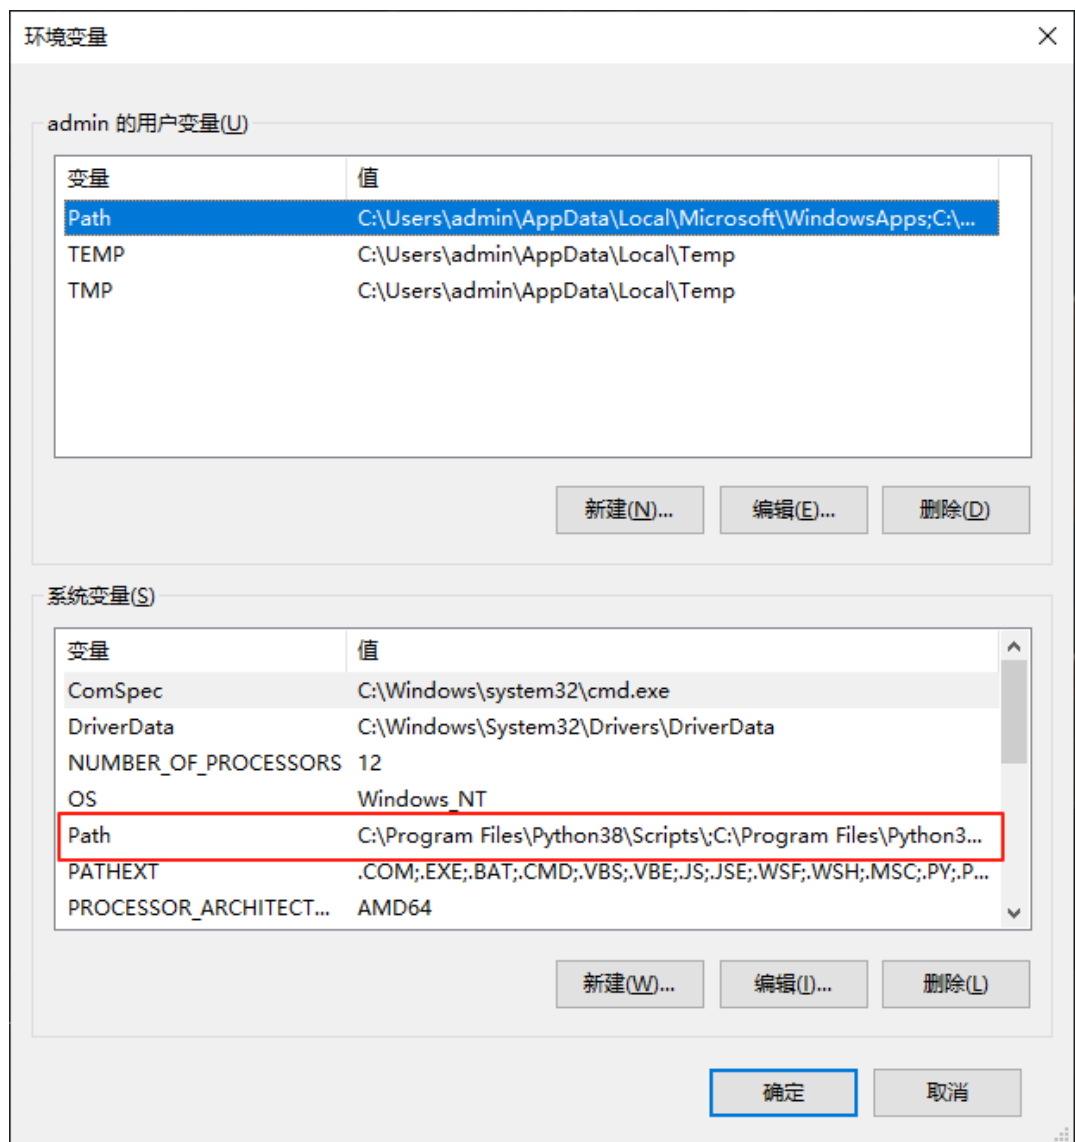 环境变量
admin 的用户变量(U)
变量 值
Path C:\Users\admin\AppData\Local\Microsoft\WindowsApps;C:\...
TEMP C:\Users\admin\AppData\Local\Temp
TMP C:\Users\admin\AppData\Local\Temp
新建(N)... 编辑(E)... 删除(D)
系统变量(S)
变量 值
ComSpec C:\Windows\system32\cmd.exe
DriverData C:\Windows\System32\Drivers\DriverData
NUMBER_OF_PROCESSORS 12
OS Windows_NT
Path C:\Program Files\Python38\Scripts\;C:\Program Files\Python3...
PATHEXT .COM;.EXE;.BAT;.CMD;.VBS;.VBE;.JS;.JSE;.WSF;.WSH;.MSC;.PY;.P...
PROCESSOR_ARCHITECT... AMD64
新建(W)... 编辑(I)... 删除(L)
确定 取消